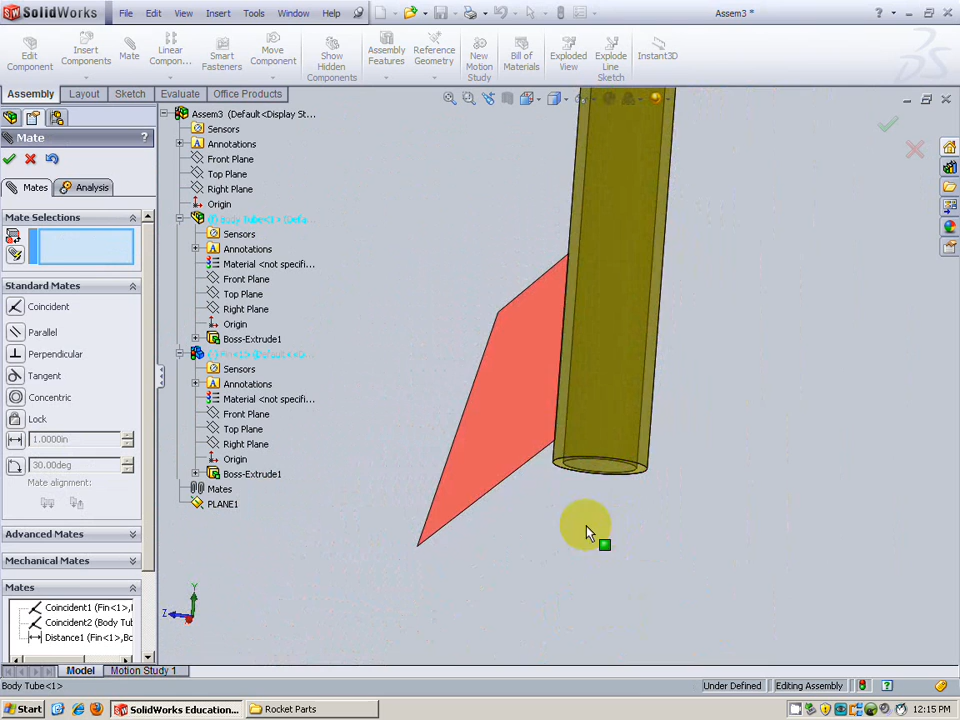 SolidWorks File Edit View Insert Tools Window Help Assem3 *
Edit Component
Insert Components
Mate
Linear Compon...
Smart Fasteners
Move Component
Show Hidden Components
Assembly Features
Reference Geometry
New Motion Study
Bill of Materials
Exploded View
Explode Line Sketch
Instant3D
Assembly Layout Sketch Evaluate Office Products
Mate ?
Mates Analysis
Mate Selections
Standard Mates
Coincident
Parallel
Perpendicular
Tangent
Concentric
Lock
1.0000in
30.00deg
Mate alignment:
Advanced Mates
Mechanical Mates
Mates
Coincident1 (Fin<1>,
Coincident2 (Body Tub
Distance1 (Fin<1>,Bo
Assem3 (Default<Display St...
Sensors
Annotations
Front Plane
Top Plane
Right Plane
Origin
(f) Body Tube<1> (Defa...
Sensors
Annotations
Material <not specifi...
Front Plane
Top Plane
Right Plane
Origin
Boss-Extrude1
(-) Fin<1> (Default<<D...
Sensors
Annotations
Material <not specifi...
Front Plane
Top Plane
Right Plane
Origin
Boss-Extrude1
Mates
PLANE1
Y
Z
Model Motion Study 1
Body Tube<1> Under Defined Editing Assembly
Start SolidWorks Education... Rocket Parts 12:15 PM